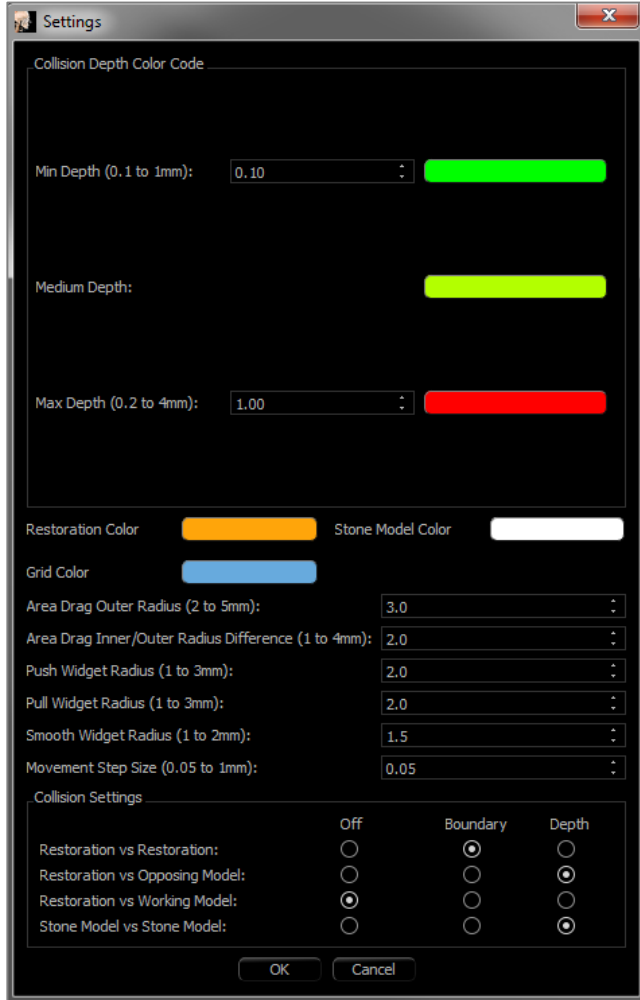 Settings
Collision Depth Color Code
Min Depth (0.1 to 1mm): 0.10
Medium Depth:
Max Depth (0.2 to 4mm): 1.00
Restoration Color Stone Model Color
Grid Color
Area Drag Outer Radius (2 to 5mm): 3.0
Area Drag Inner/Outer Radius Difference (1 to 4mm): 2.0
Push Widget Radius (1 to 3mm): 2.0
Pull Widget Radius (1 to 3mm): 2.0
Smooth Widget Radius (1 to 2mm): 1.5
Movement Step Size (0.05 to 1mm): 0.05
Collision Settings
Off Boundary Depth
Restoration vs Restoration:
Restoration vs Opposing Model:
Restoration vs Working Model:
Stone Model vs Stone Model:
OK Cancel